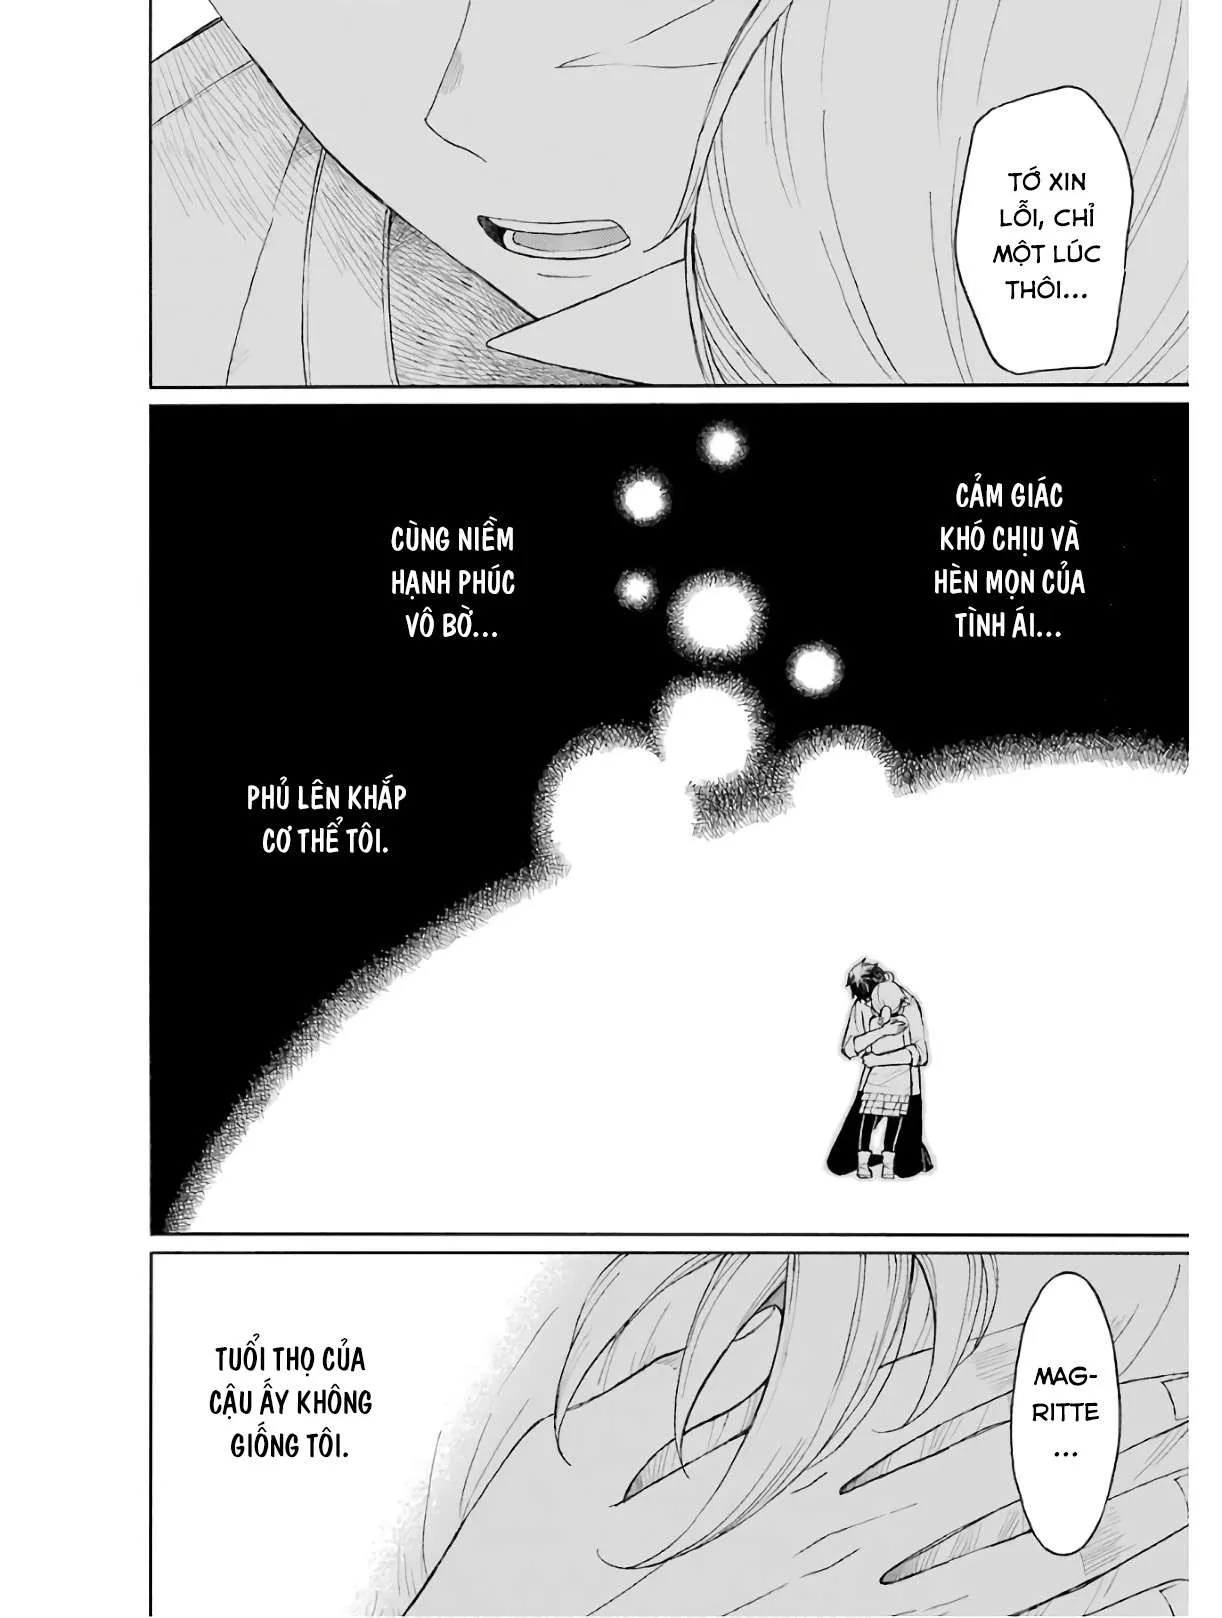 TỚ XIN
LỖI, CHỈ
MỘT LÚC
THÔI...
CẢM GIÁC
KHÓ CHỊU VÀ
HÈN MỌN CỦA
TÌNH ÁI...
CÙNG NIỀM
HẠNH PHÚC
VÔ BỜ...
PHỦ LÊN KHẮP
CƠ THỂ TÔI.
MAG-
RITTE
...
TUỔI THỌ CỦA
CẬU ẤY KHÔNG
GIỐNG TÔI.